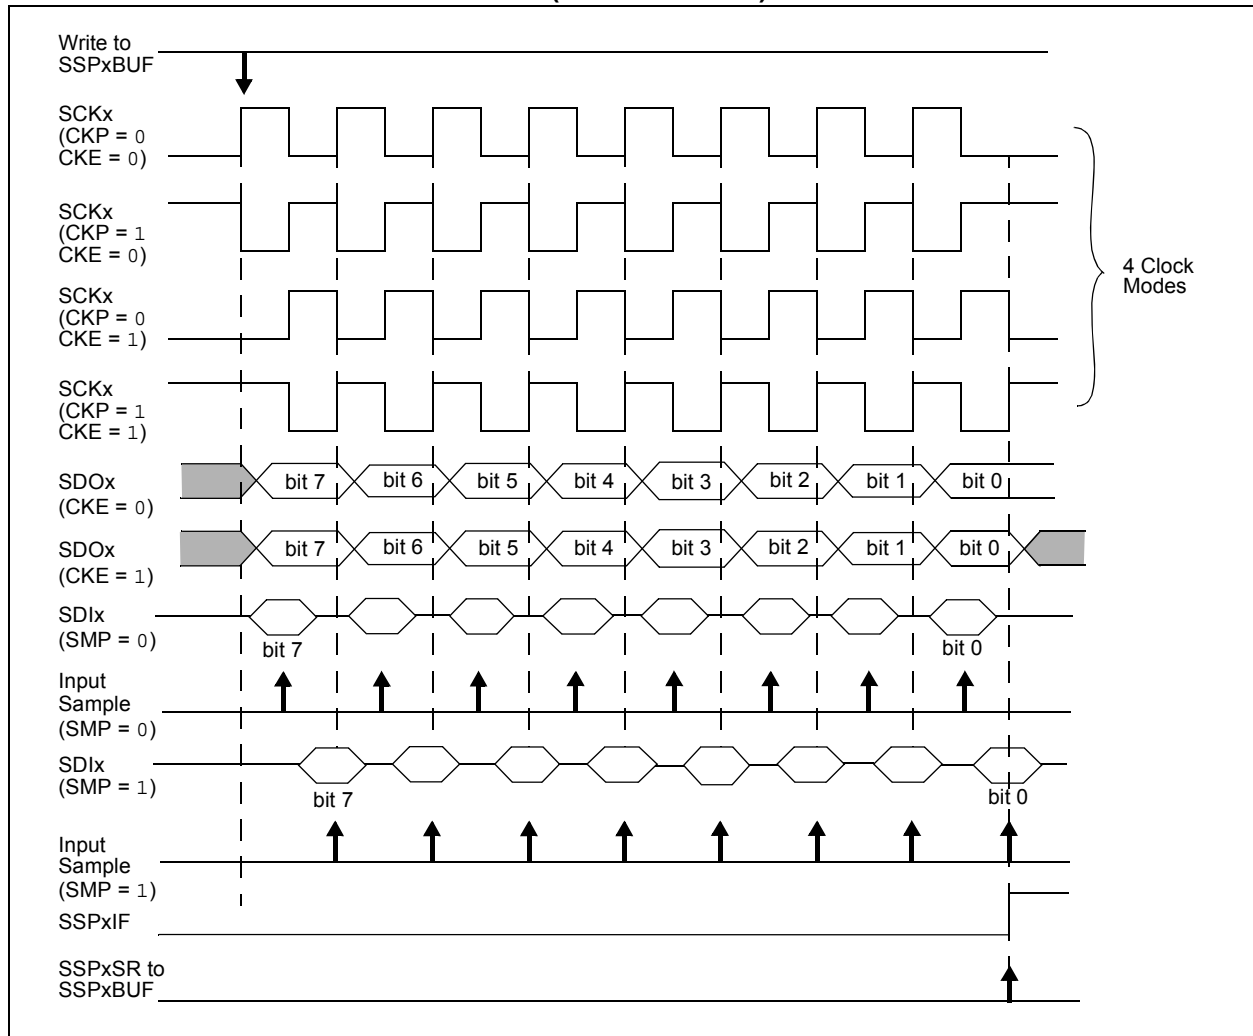 Write to
SSPxBUF
SCKx
(CKP = 0
CKE = 0)
SCKx
(CKP = 1
CKE = 0)
SCKx
(CKP = 0
CKE = 1)
SCKx
(CKP = 1
CKE = 1)
4 Clock
Modes
SDOx
(CKE = 0)
bit 7 bit 6 bit 5 bit 4 bit 3 bit 2 bit 1 bit 0
SDOx
(CKE = 1)
bit 7 bit 6 bit 5 bit 4 bit 3 bit 2 bit 1 bit 0
SDIx
(SMP = 0)
bit 7 bit 0
Input
Sample
(SMP = 0)
SDIx
(SMP = 1)
bit 7 bit 0
Input
Sample
(SMP = 1)
SSPxIF
SSPxSR to
SSPxBUF